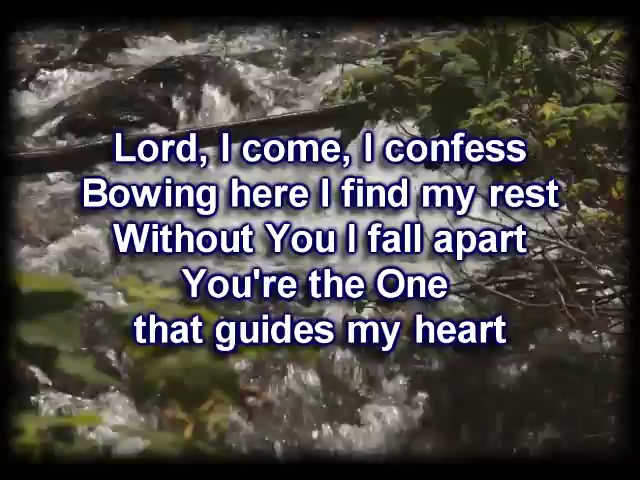 Lord, I come, I confess
Bowing here I find my rest
Without You I fall apart
You're the One
that guides my heart